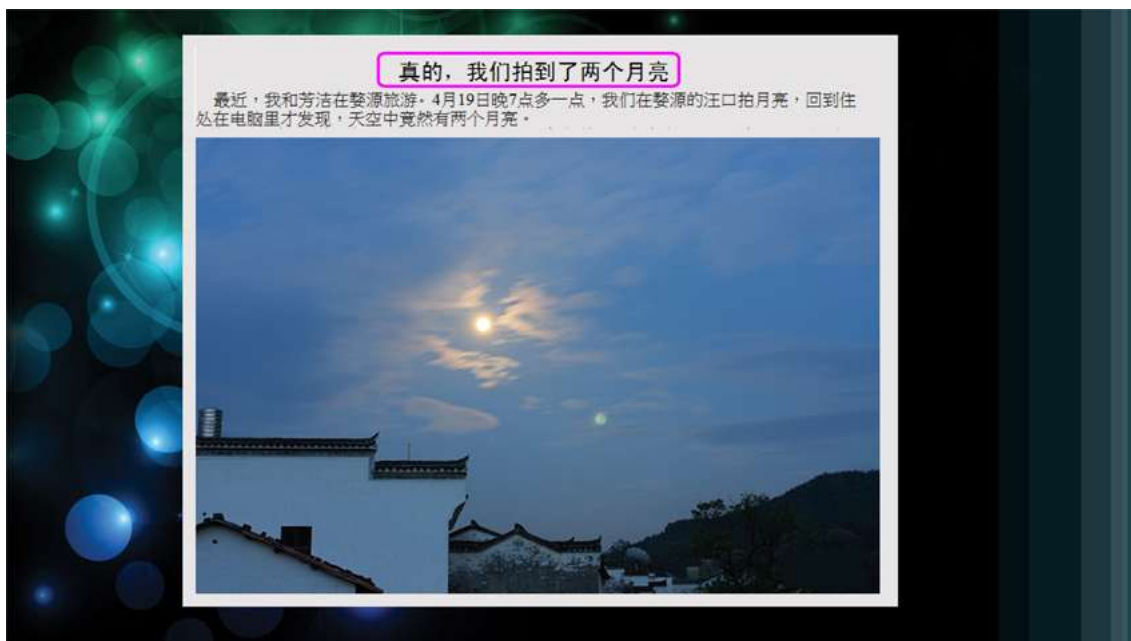 真的，我们拍到了两个月亮
最近，我和芳洁在婺源旅游。4月19日晚7点多一点，我们在婺源的汪口拍月亮，回到住
处在电脑里才发现，天空中竟然有两个月亮。